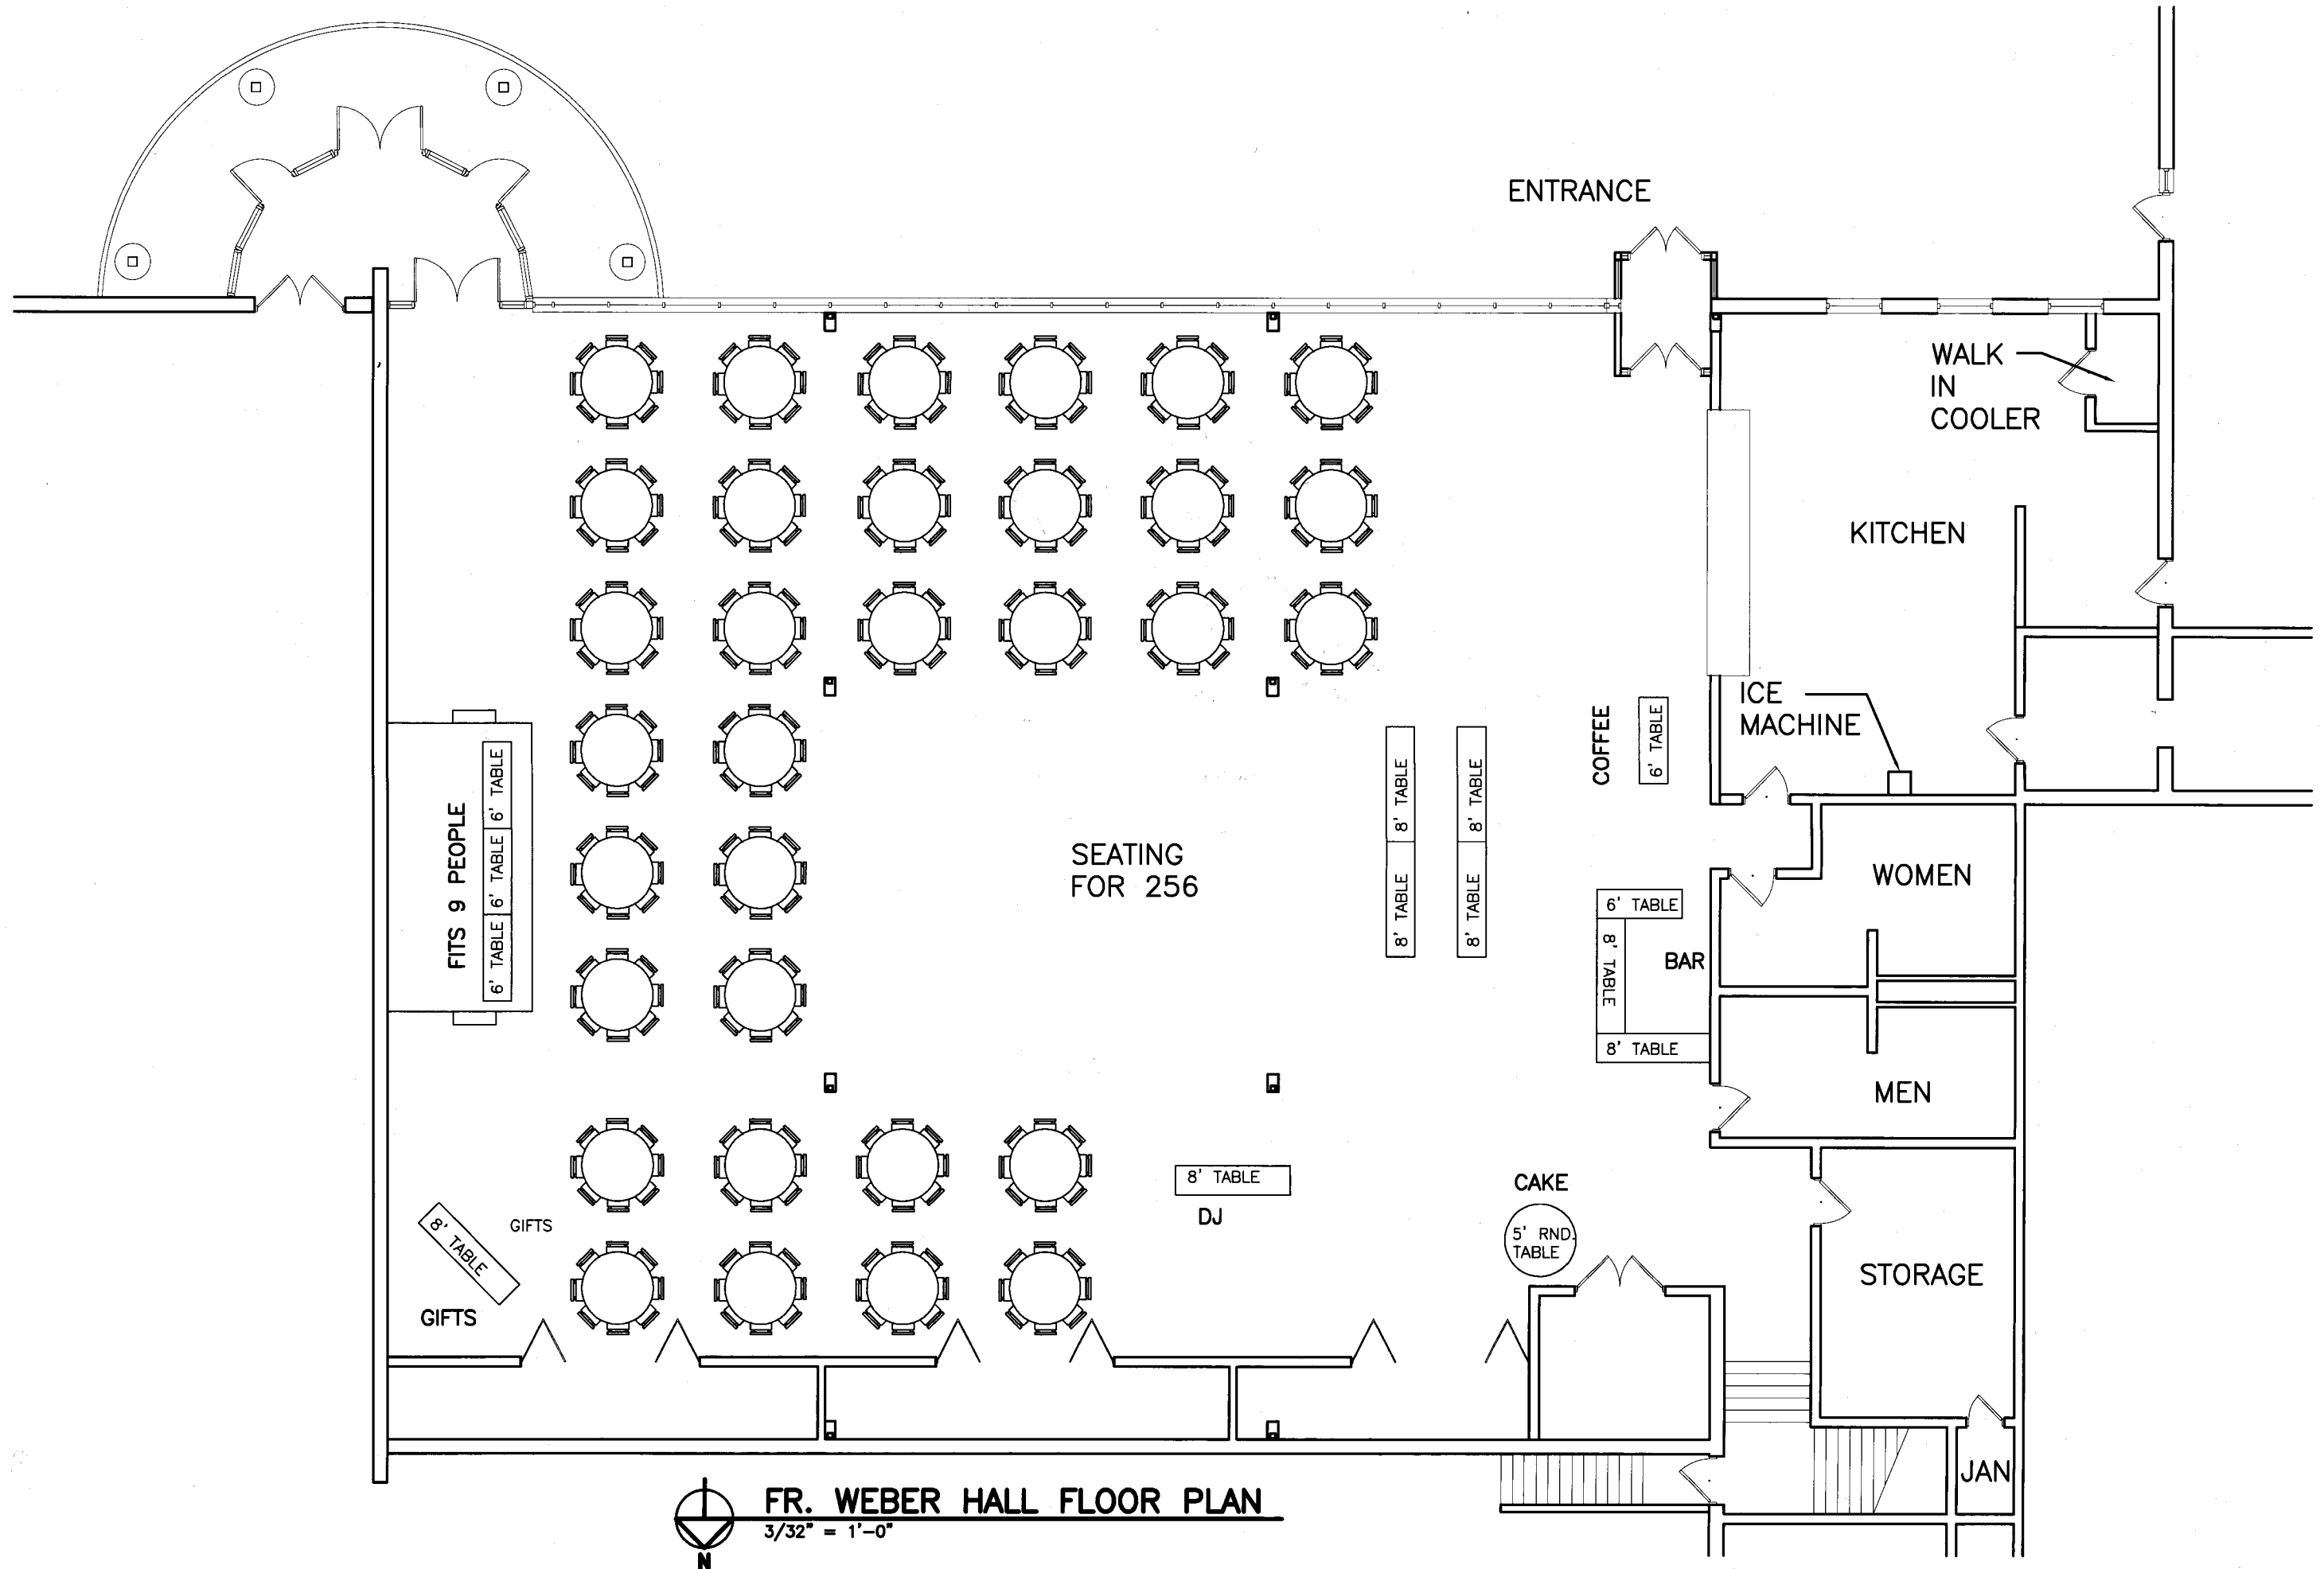 ENTRANCE
WALK
IN
COOLER
KITCHEN
ICE
MACHINE
COFFEE
6' TABLE
FITS 9 PEOPLE
6' TABLE
6' TABLE
6' TABLE
SEATING
FOR 256
8' TABLE
8' TABLE
8' TABLE
8' TABLE
WOMEN
6' TABLE
8' TABLE
BAR
8' TABLE
MEN
CAKE
5' RND.
TABLE
8' TABLE
DJ
GIFTS
8' TABLE
GIFTS
STORAGE
JAN
FR. WEBER HALL FLOOR PLAN
3/32" = 1'-0"
N